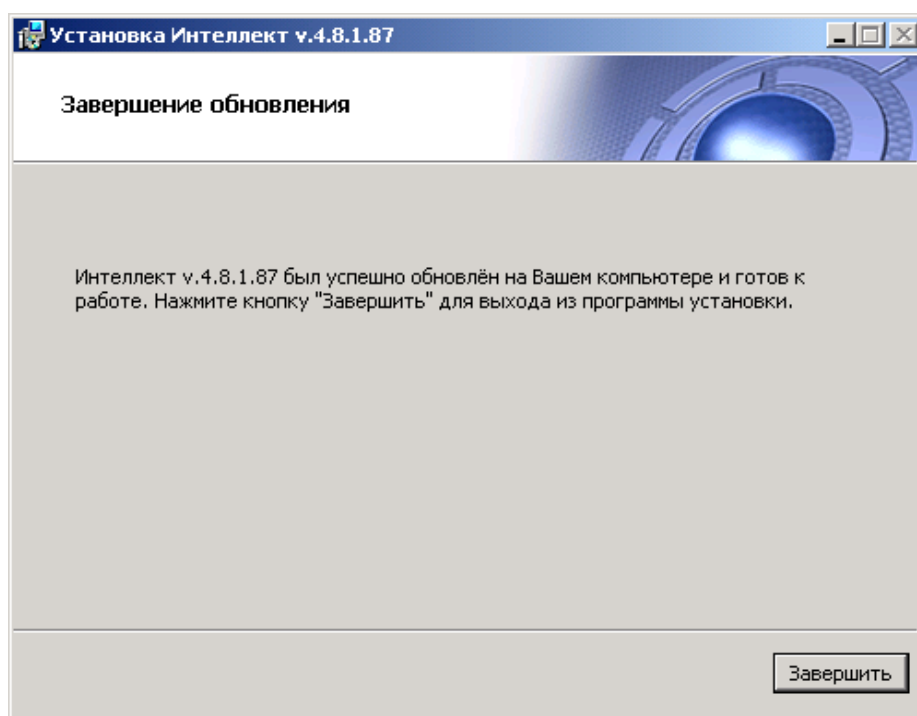 Установка Интеллект v.4.8.1.87
Завершение обновления
Интеллект v.4.8.1.87 был успешно обновлён на Вашем компьютере и готов к
работе. Нажмите кнопку "Завершить" для выхода из программы установки.
Завершить